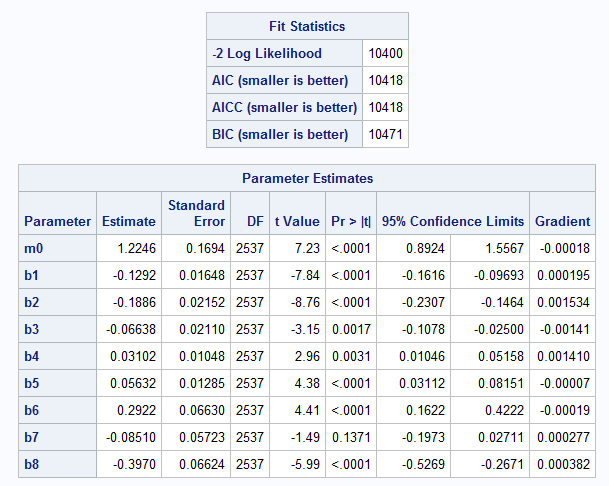 Fit Statistics
-2 Log Likelihood 10400
AIC (smaller is better) 10418
AICC (smaller is better) 10418
BIC (smaller is better) 10471
Parameter Estimates
Parameter Estimate Standard Error DF t Value Pr > |t| 95% Confidence Limits Gradient
m0 1.2246 0.1694 2537 7.23 <.0001 0.8924 1.5567 -0.00018
b1 -0.1292 0.01648 2537 -7.84 <.0001 -0.1616 -0.09693 0.000195
b2 -0.1886 0.02152 2537 -8.76 <.0001 -0.2307 -0.1464 0.001534
b3 -0.06638 0.02110 2537 -3.15 0.0017 -0.1078 -0.02500 -0.00141
b4 0.03102 0.01048 2537 2.96 0.0031 0.01046 0.05158 0.001410
b5 0.05632 0.01285 2537 4.38 <.0001 0.03112 0.08151 -0.00007
b6 0.2922 0.06630 2537 4.41 <.0001 0.1622 0.4222 -0.00019
b7 -0.08510 0.05723 2537 -1.49 0.1371 -0.1973 0.02711 0.000277
b8 -0.3970 0.06624 2537 -5.99 <.0001 -0.5269 -0.2671 0.000382